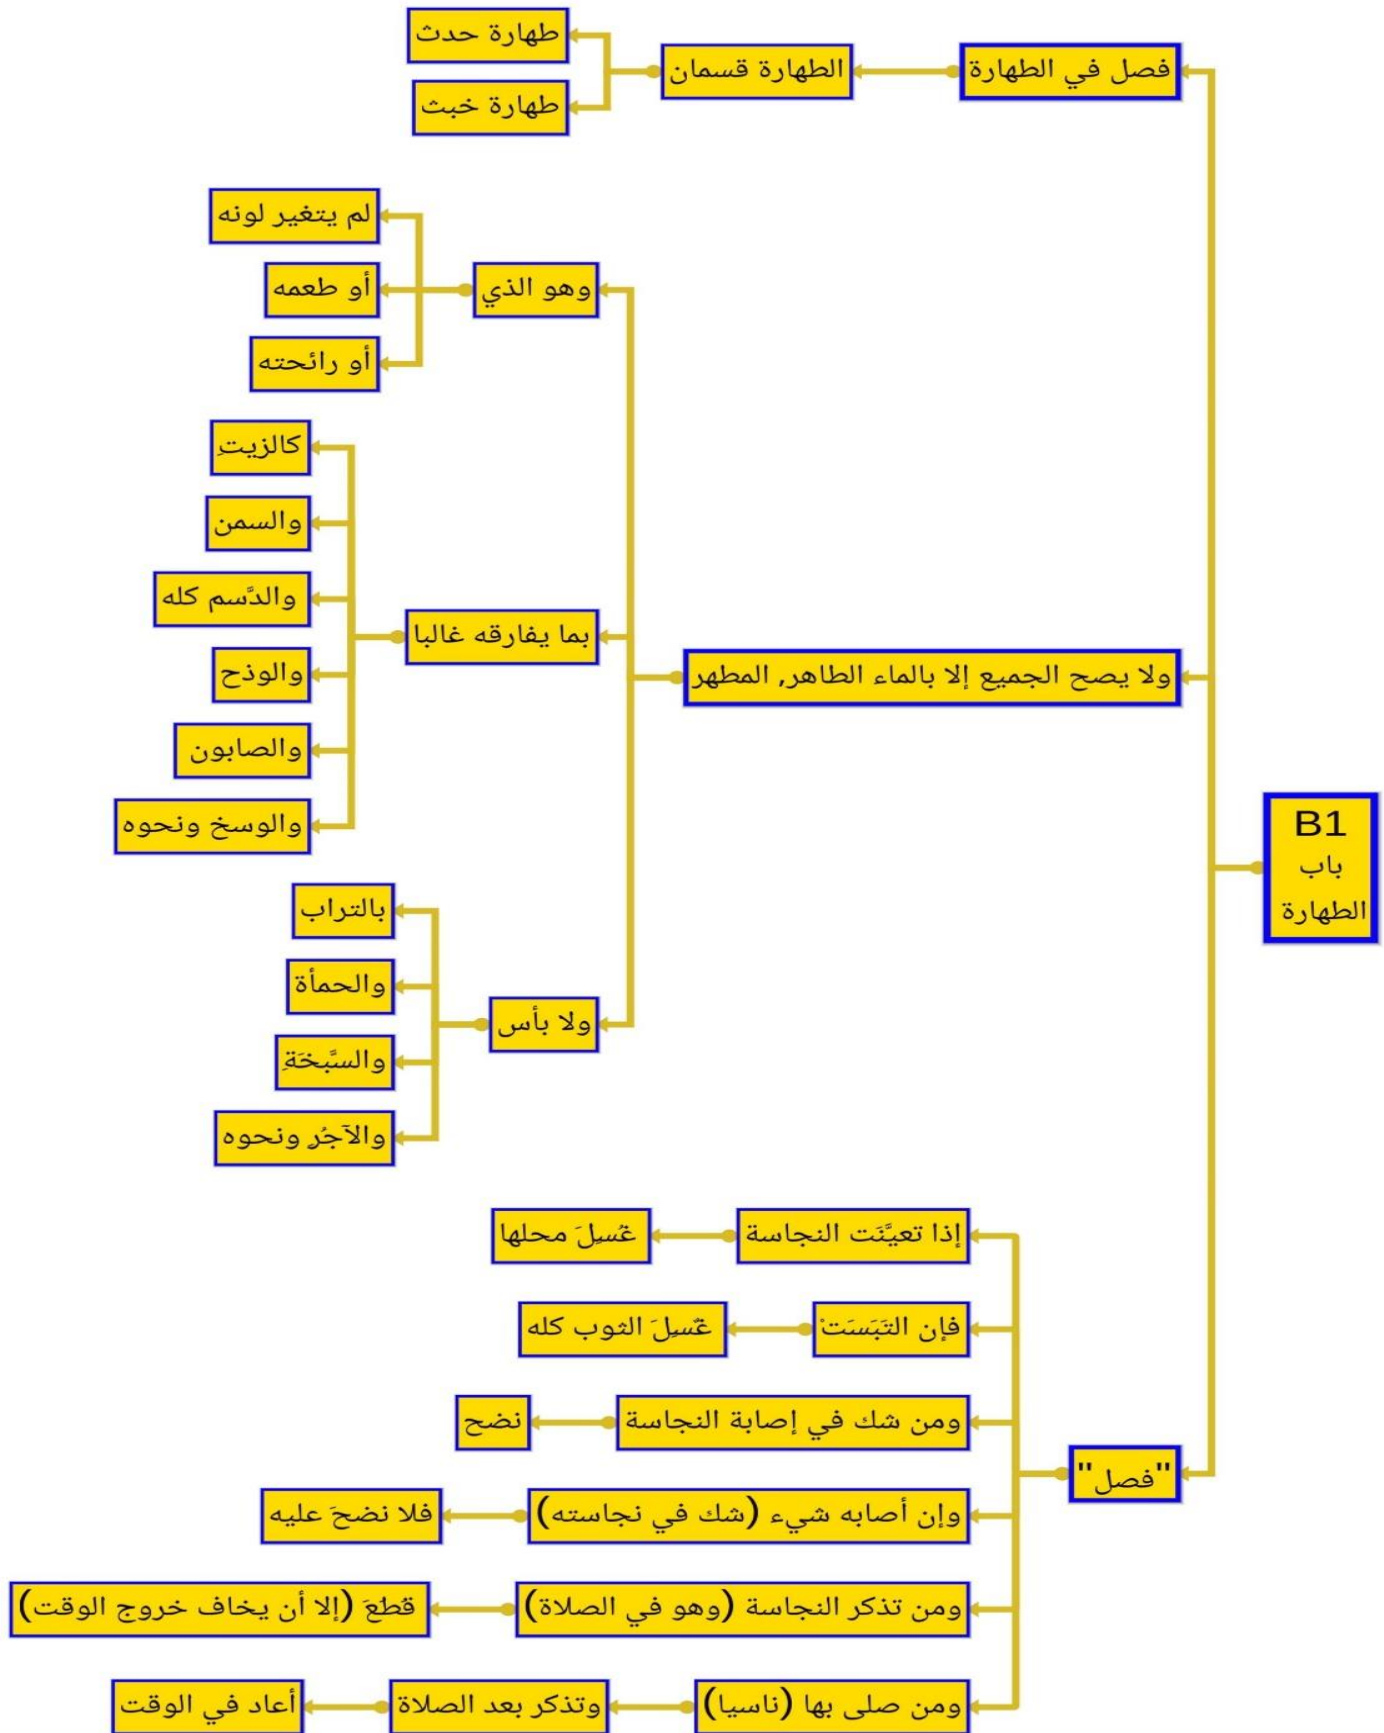 B1
باب
الطهارة
فصل في الطهارة
الطهارة قسمان
طهارة حدث
طهارة خبث
ولا يصح الجميع إلا بالماء الطاهر, المطهر
وهو الذي
لم يتغير لونه
أو طعمه
أو رائحته
بما يفارقه غالبا
كالزيتِ
والسمن
والدَّسم كله
والوذح
والصابون
والوسخ ونحوه
ولا بأس
بالتراب
والحمأة
والسَّبخَةِ
والآجُرِ ونحوه
"فصل"
إذا تعيَّنَت النجاسة
غُسِلَ محلها
فإن التَبَسَتْ
غُسِلَ الثوب كله
ومن شك في إصابة النجاسة
نضح
وإن أصابه شيء (شك في نجاسته)
فلا نضحَ عليه
ومن تذكر النجاسة (وهو في الصلاة)
قطعَ (إلا أن يخاف خروج الوقت)
ومن صلى بها (ناسيا)
وتذكر بعد الصلاة
أعاد في الوقت